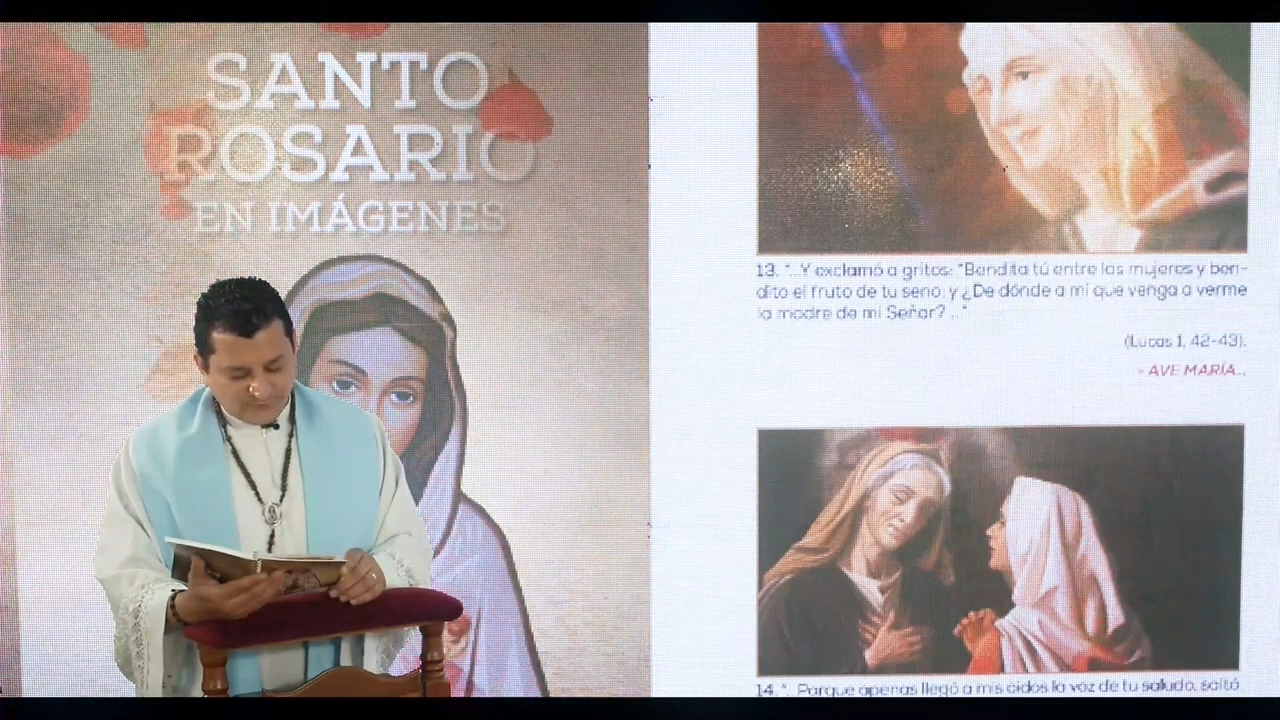 SANTO
ROSARIO
EN IMÁGENES
13. "...Y exclamó a gritos: "Bendita tú entre las mujeres y ben-
dito el fruto de tu seno; y ¿De dónde a mí que venga a verme
la madre de mi Señor? ..."
(Lucas 1, 42-43).
- AVE MARÍA...
14. "... Porque apenas llegó a mis oídos la voz de tu saludo, saltó